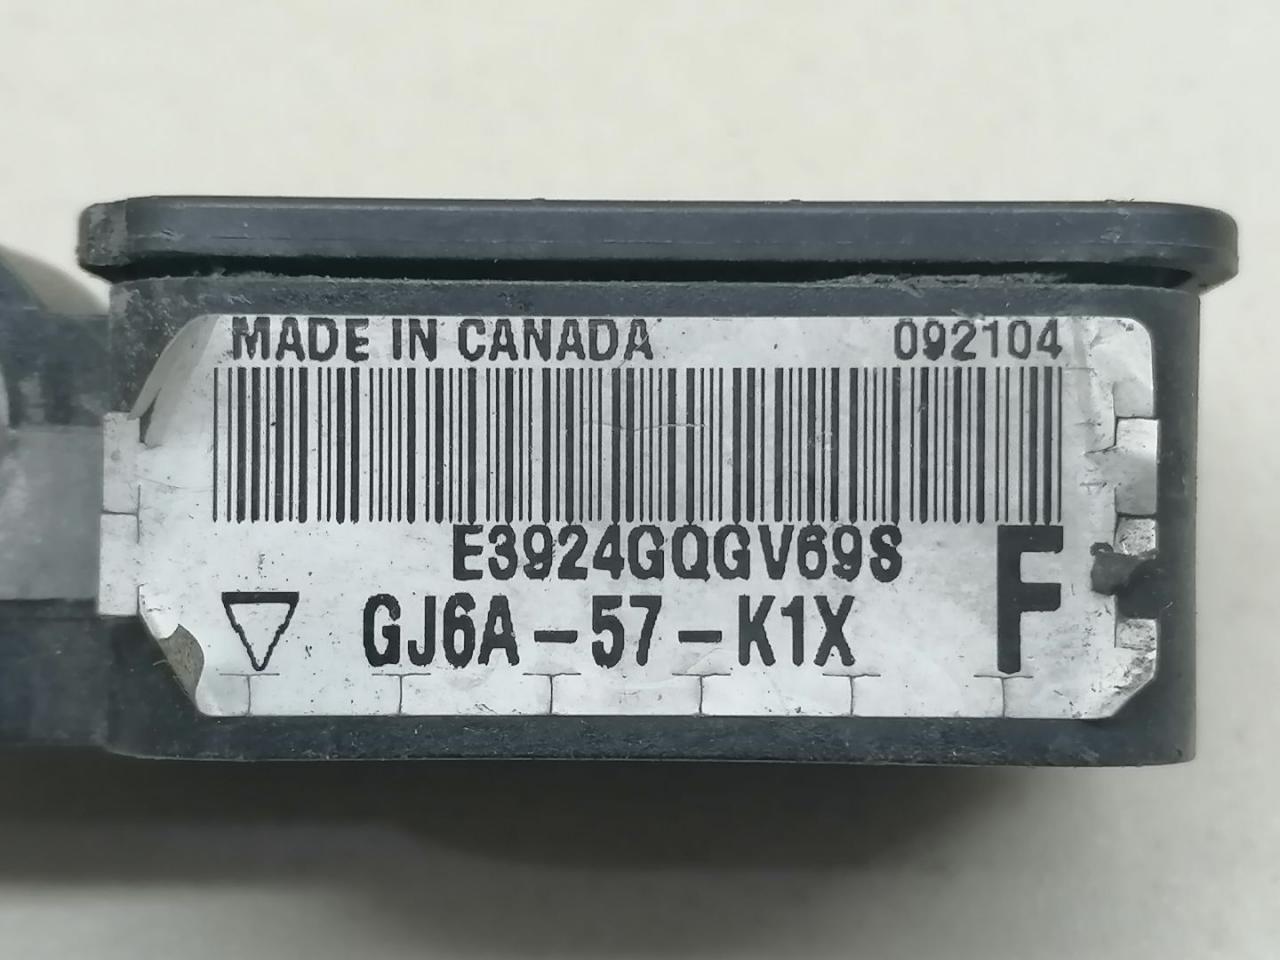 MADE IN CANADA 092104
E3924GQGV69S
GJ6A-57-K1X F